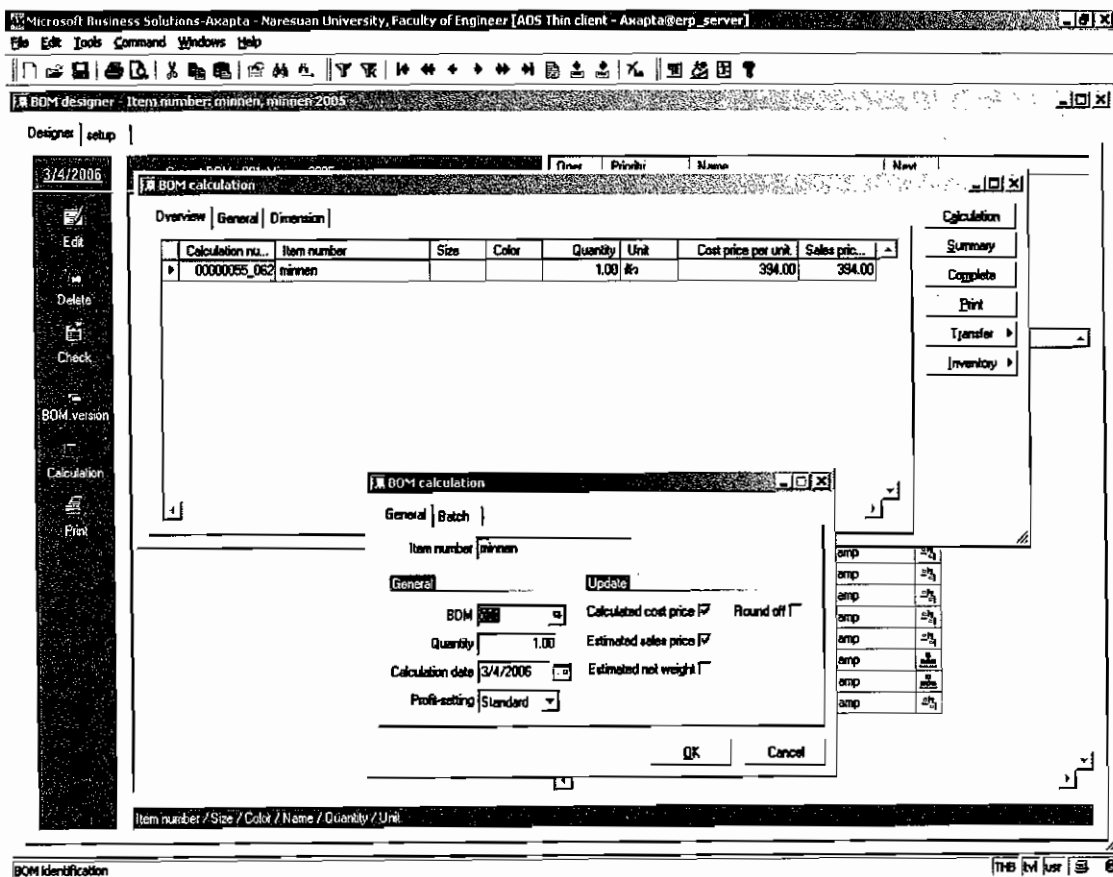 Microsoft Business Solutions-Axapta - Naresuan University, Faculty of Engineer [AOS Thin client - Axapta@erp_server]
File Edit Tools Command Windows Help
BOM designer - Item number: minnen, minnen 2005
Designer setup
3/4/2006
Oper. Name Next
BOM calculation
Overview General Dimension
Calculation
Calculation nu... Item number Size Color Quantity Unit Cost price per unit Sales pric...
Summary
00000055_062 minnen 1.00 394.00 394.00
Complete
Print
Transfer
Inventory
Edit
Delete
Check
BOM version
Calculation
Print
BOM calculation
General Batch
Item number minnen
General Update
BOM Calculated cost price Round off
Quantity 1.00 Estimated sales price
Calculation date 3/4/2006 Estimated net weight
Profit-setting Standard
OK Cancel
amp
amp
amp
amp
amp
amp
amp
amp
Item number / Size / Color / Name / Quantity / Unit
BOM identification
THB tvl usr